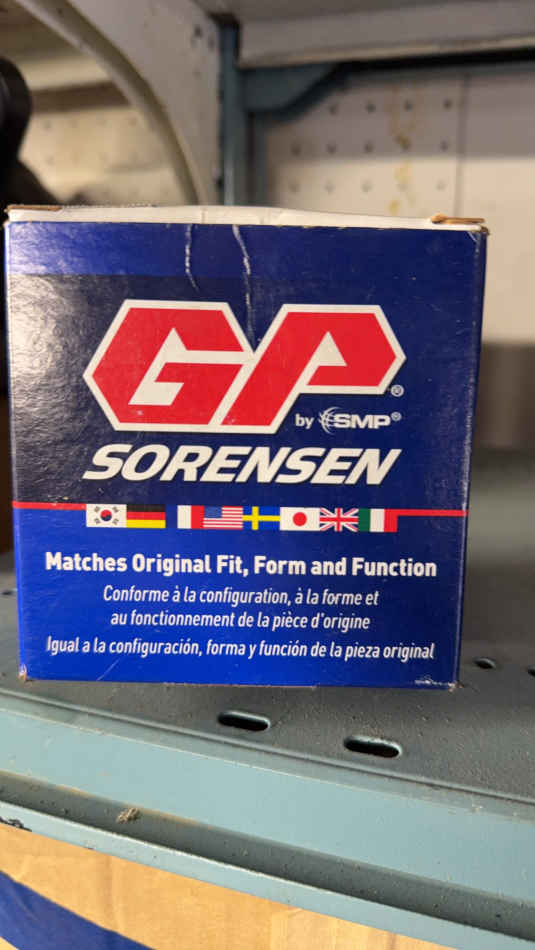 GP®
by SMP®
SORENSEN
Matches Original Fit, Form and Function
Conforme à la configuration, à la forme et
au fonctionnement de la pièce d'origine
Igual a la configuración, forma y función de la pieza original